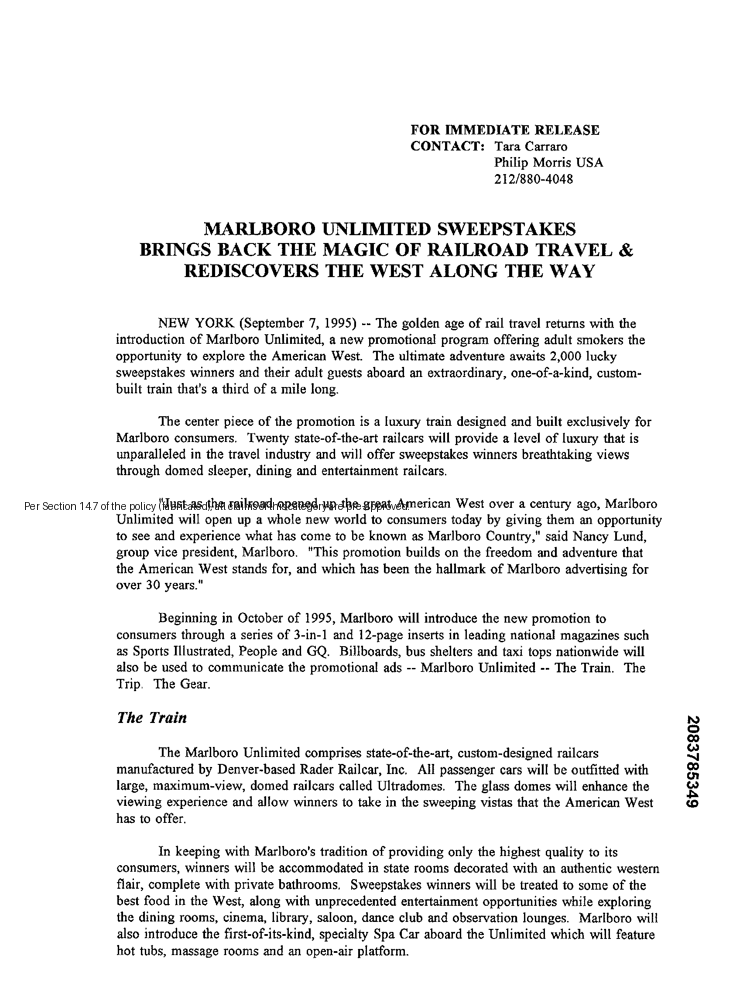 FOR IMMEDIATE RELEASE
CONTACT: Tara Carraro
Philip Morris USA
212/880-4048
MARLBORO UNLIMITED SWEEPSTAKES
BRINGS BACK THE MAGIC OF RAILROAD TRAVEL &
REDISCOVERS THE WEST ALONG THE WAY
NEW YORK (September 7, 1995) -- The golden age of rail travel returns with the
introduction of Marlboro Unlimited, a new promotional program offering adult smokers the
opportunity to explore the American West. The ultimate adventure awaits 2,000 lucky
sweepstakes winners and their adult guests aboard an extraordinary, one-of-a-kind, custom-
built train that's a third of a mile long.
The center piece of the promotion is a luxury train designed and built exclusively for
Marlboro consumers. Twenty state-of-the-art railcars will provide a level of luxury that is
unparalleled in the travel industry and will offer sweepstakes winners breathtaking views
through domed sleeper, dining and entertainment railcars.
"Just as the railroad opened up the great American West over a century ago, Marlboro
Per Section 14.7 of the policy
Unlimited will open up a whole new world to consumers today by giving them an opportunity
to see and experience what has come to be known as Marlboro Country," said Nancy Lund,
group vice president, Marlboro. "This promotion builds on the freedom and adventure that
the American West stands for, and which has been the hallmark of Marlboro advertising for
over 30 years."
Beginning in October of 1995, Marlboro will introduce the new promotion to
consumers through a series of 3-in-1 and 12-page inserts in leading national magazines such
as Sports Illustrated, People and GQ. Billboards, bus shelters and taxi tops nationwide will
also be used to communicate the promotional ads -- Marlboro Unlimited -- The Train. The
Trip. The Gear.
The Train
The Marlboro Unlimited comprises state-of-the-art, custom-designed railcars
manufactured by Denver-based Rader Railcar, Inc. All passenger cars will be outfitted with
large, maximum-view, domed railcars called Ultradomes. The glass domes will enhance the
viewing experience and allow winners to take in the sweeping vistas that the American West
has to offer.
In keeping with Marlboro's tradition of providing only the highest quality to its
consumers, winners will be accommodated in state rooms decorated with an authentic western
flair, complete with private bathrooms. Sweepstakes winners will be treated to some of the
best food in the West, along with unprecedented entertainment opportunities while exploring
the dining rooms, cinema, library, saloon, dance club and observation lounges. Marlboro will
also introduce the first-of-its-kind, specialty Spa Car aboard the Unlimited which will feature
hot tubs, massage rooms and an open-air platform.
2083785349